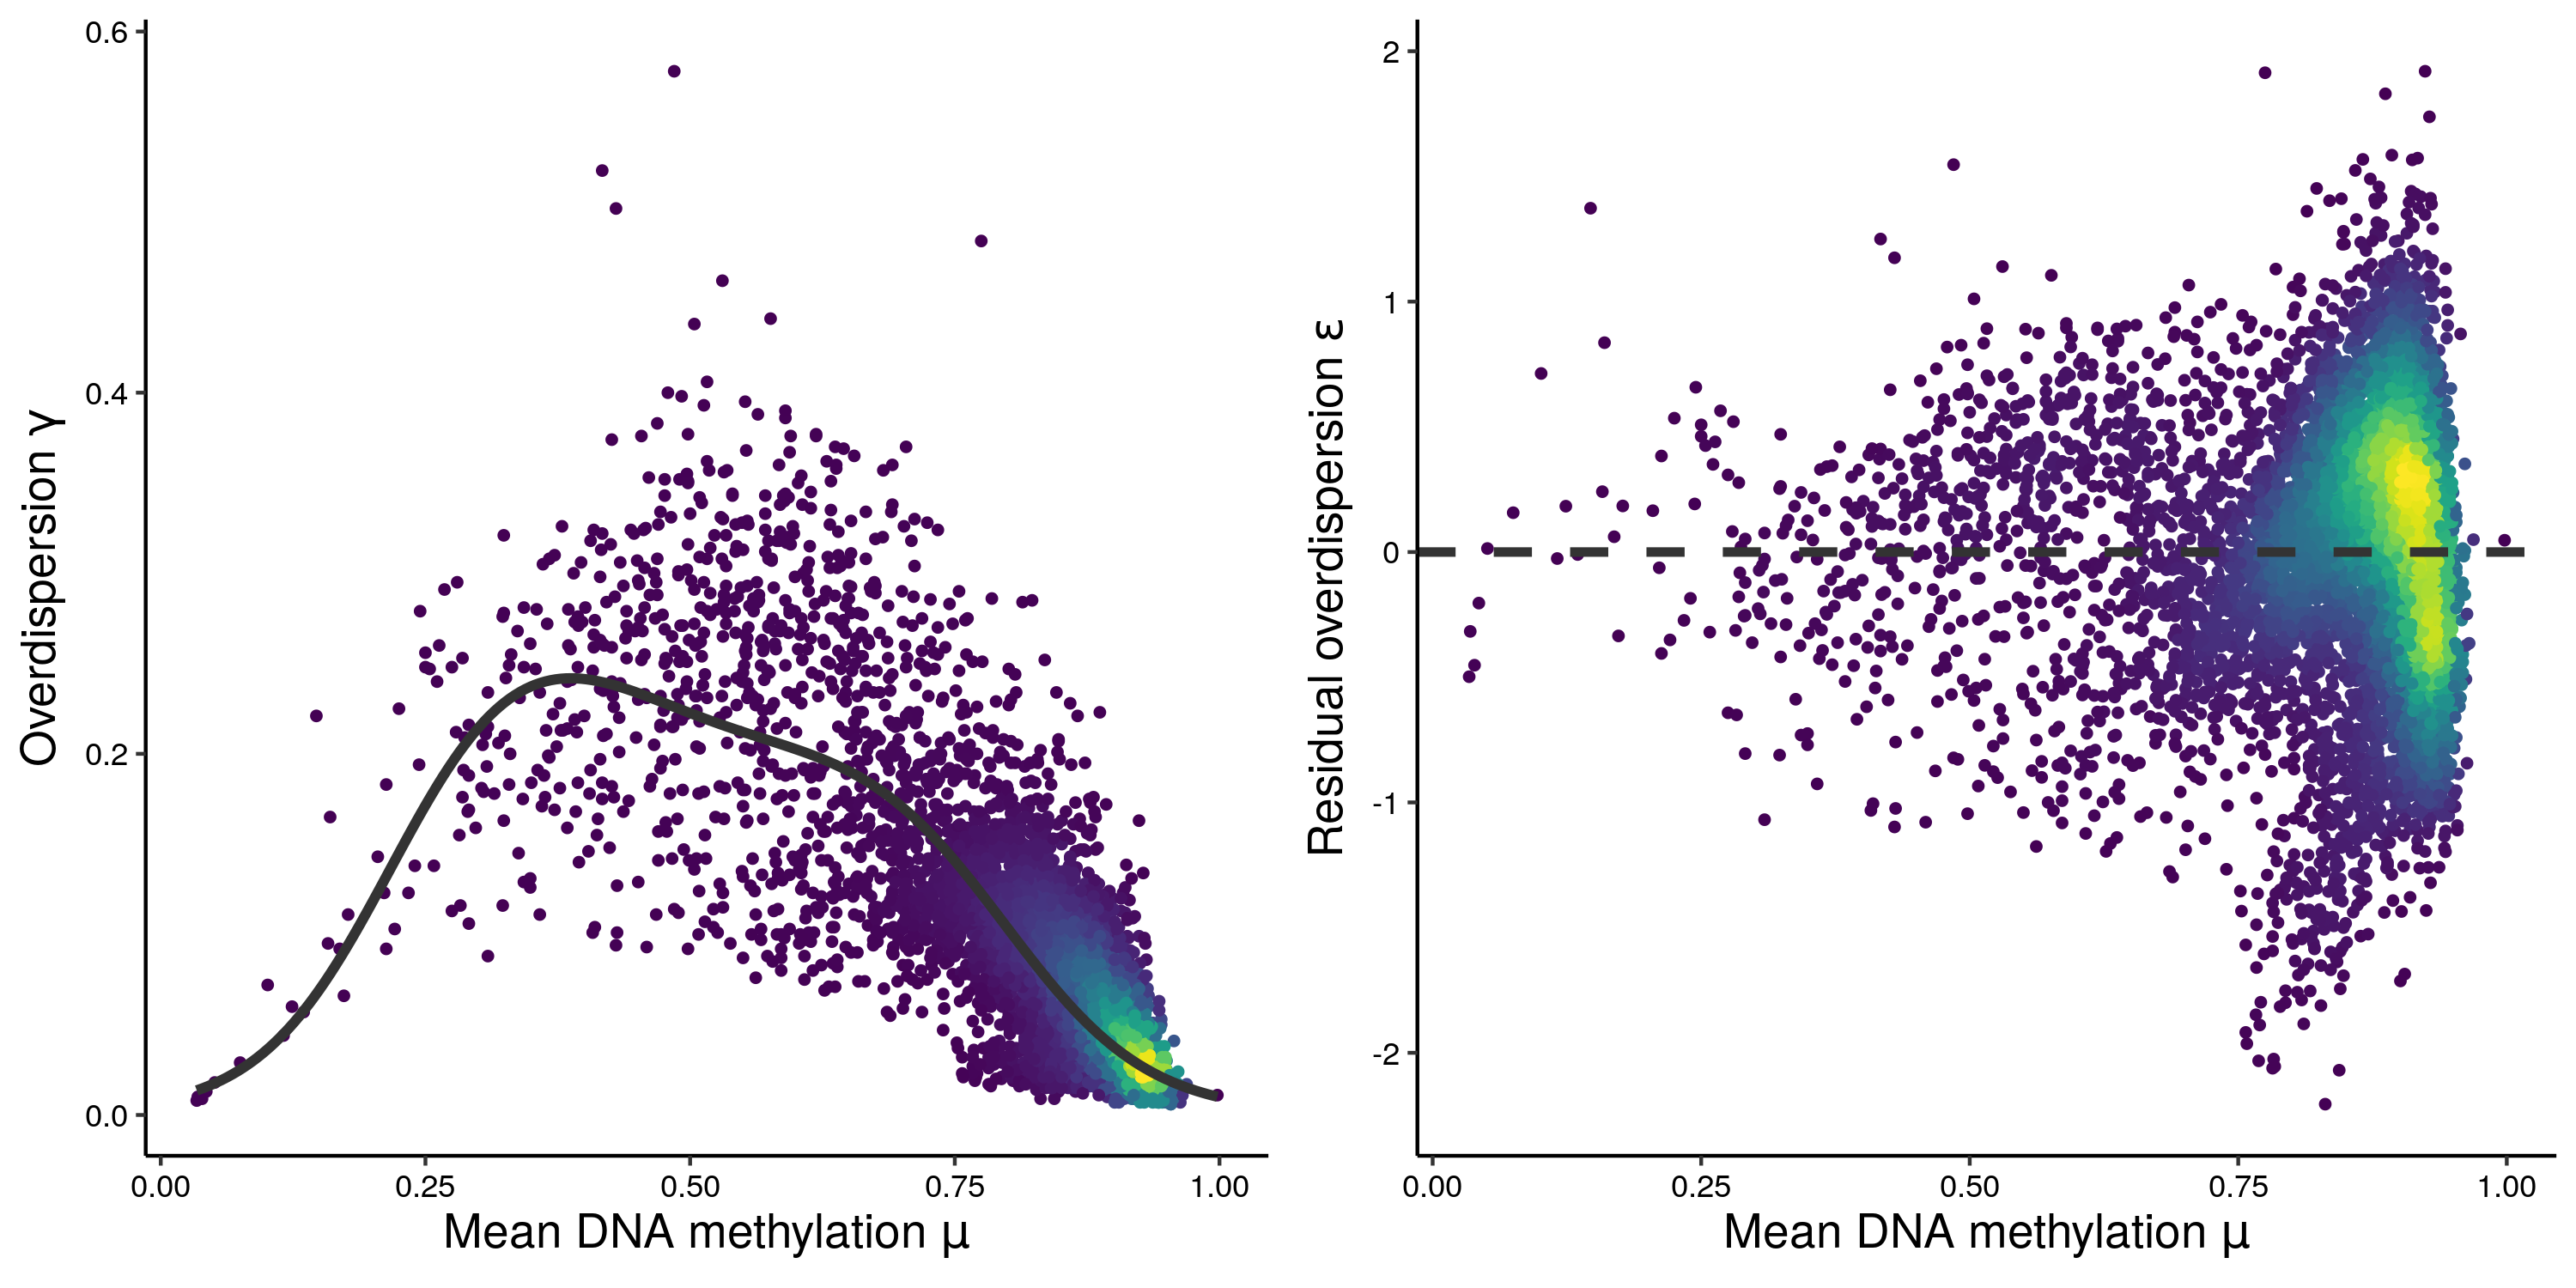 Overdispersion γ
0.6
0.4
0.2
0.0
0.00 0.25 0.50 0.75 1.00
Mean DNA methylation μ
Residual overdispersion ε
2
1
0
-1
-2
0.00 0.25 0.50 0.75 1.00
Mean DNA methylation μ